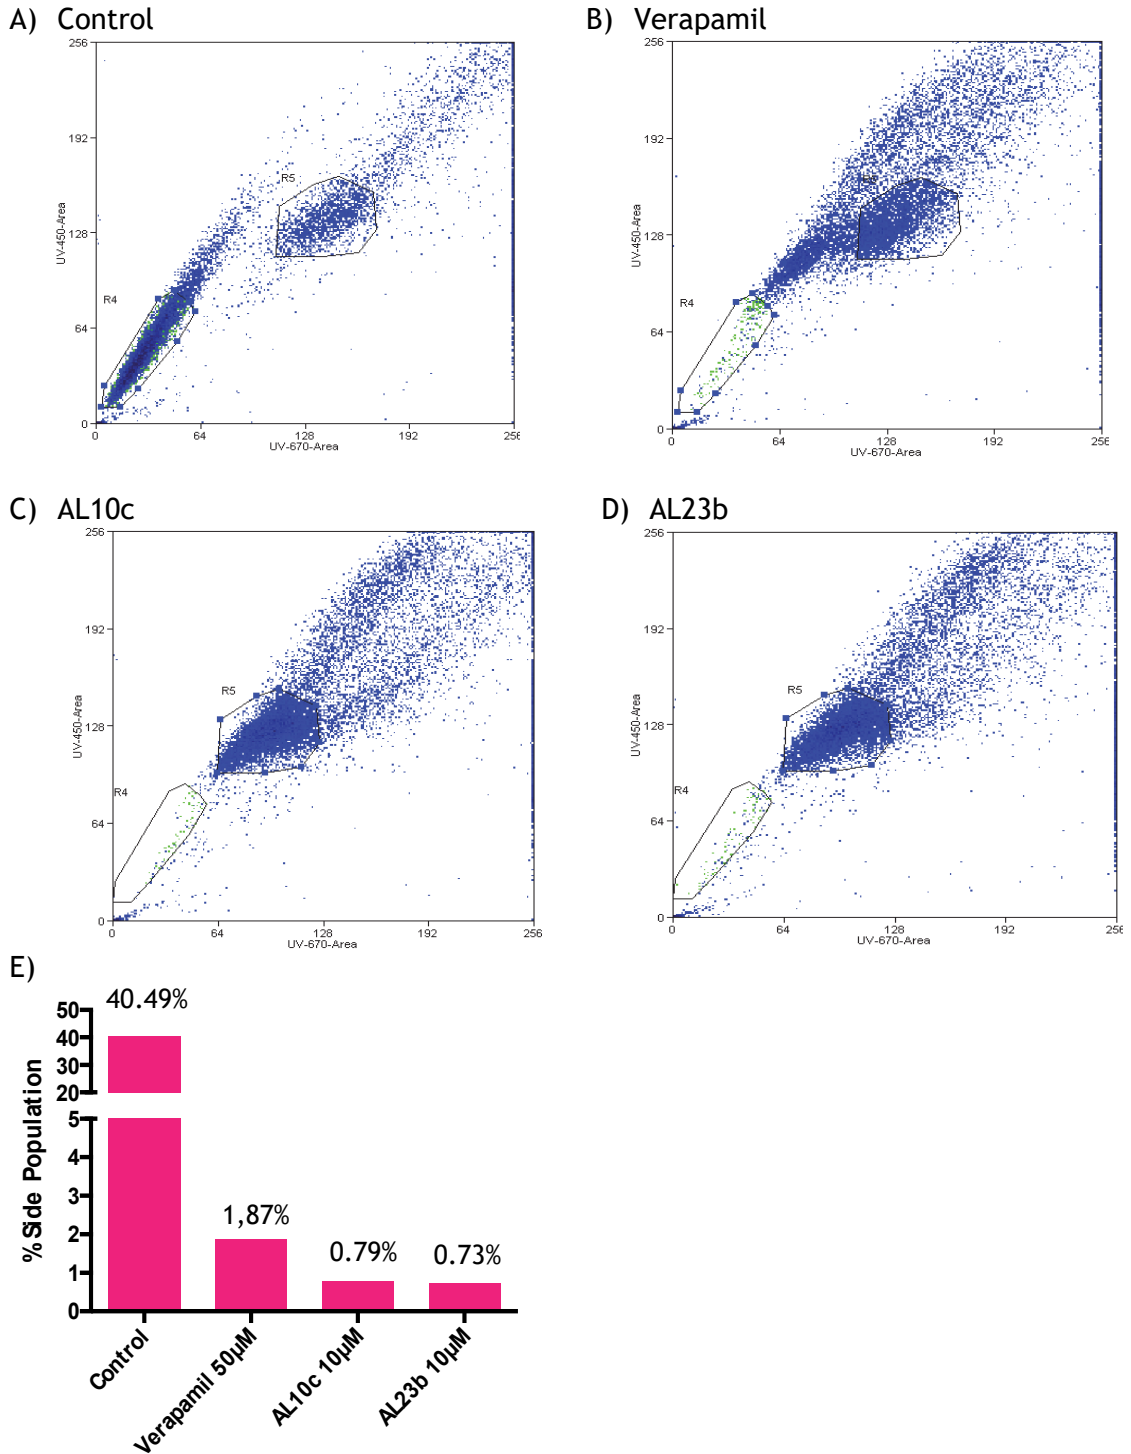 A) Control
256
192
128
64
0
UV-450-Area
R4
R5
0 64 128 192 256
UV-670-Area
B) Verapamil
256
192
128
64
0
UV-450-Area
R4
0 64 128 192 256
UV-670-Area
C) AL10c
256
192
128
64
0
UV-450-Area
R5
R4
0 64 128 192 256
UV-670-Area
D) AL23b
256
192
128
64
0
UV-450-Area
R5
R4
0 64 128 192 256
UV-670-Area
E)
%Side Population
50
40
30
20
5
4
3
2
1
0
40.49%
1,87%
0.79%
0.73%
Control
Verapamil 50µM
AL10c 10µM
AL23b 10µM